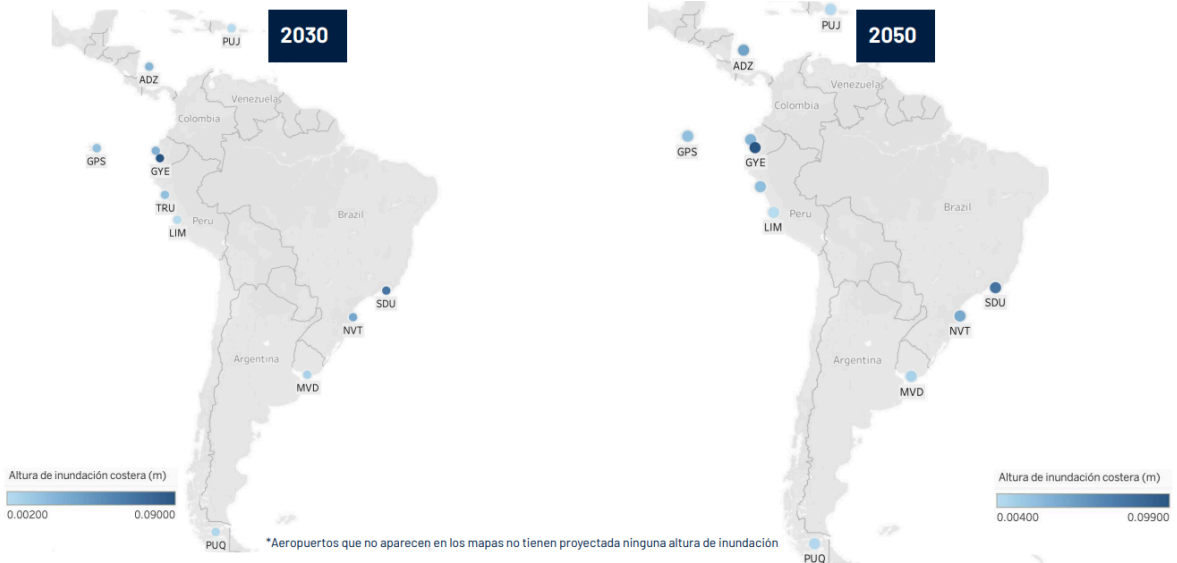 2030
PUJ
ADZ
Venezuela
Colombia
GPS
GYE
TRU
Peru
LIM
Brazil
SDU
NVT
Argentina
MVD
Altura de inundación costera (m)
0.00200 0.09000
PUQ
2050
PUJ
ADZ
Venezuela
Colombia
GPS
GYE
Peru
LIM
Brazil
SDU
NVT
Argentina
MVD
Altura de inundación costera (m)
0.00400 0.09900
PUQ
*Aeropuertos que no aparecen en los mapas no tienen proyectada ninguna altura de inundación